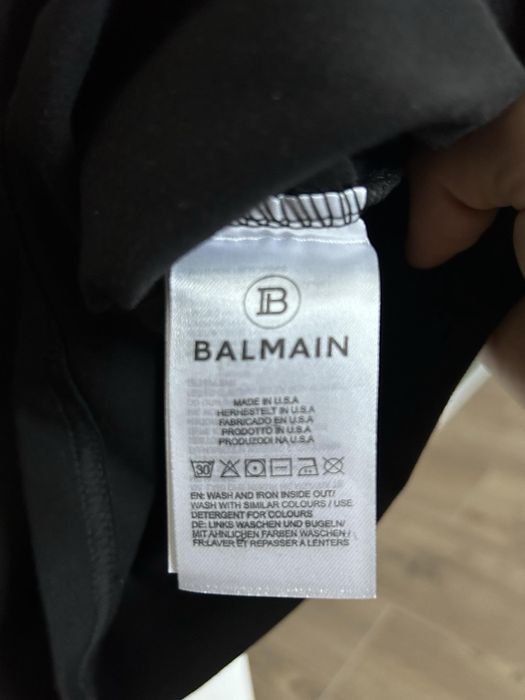 B
BALMAIN
MADE IN U.S.A
HERNESTELT IN U.S.A
FABRICADO EN U.S.A
PRODOTTO IN U.S.A
PRODUZODI NA U.S.A
30
EN: WASH AND IRON INSIDE OUT/
WASH WITH SIMILAR COLOURS / USE
DETERGENT FOR COLOURS
DE: LINKS WASCHEN UND BUGELN/
MIT AHNLICHEN FARBEN WASCHEN /
FR:LAVER ET REPASSER A LENTERS